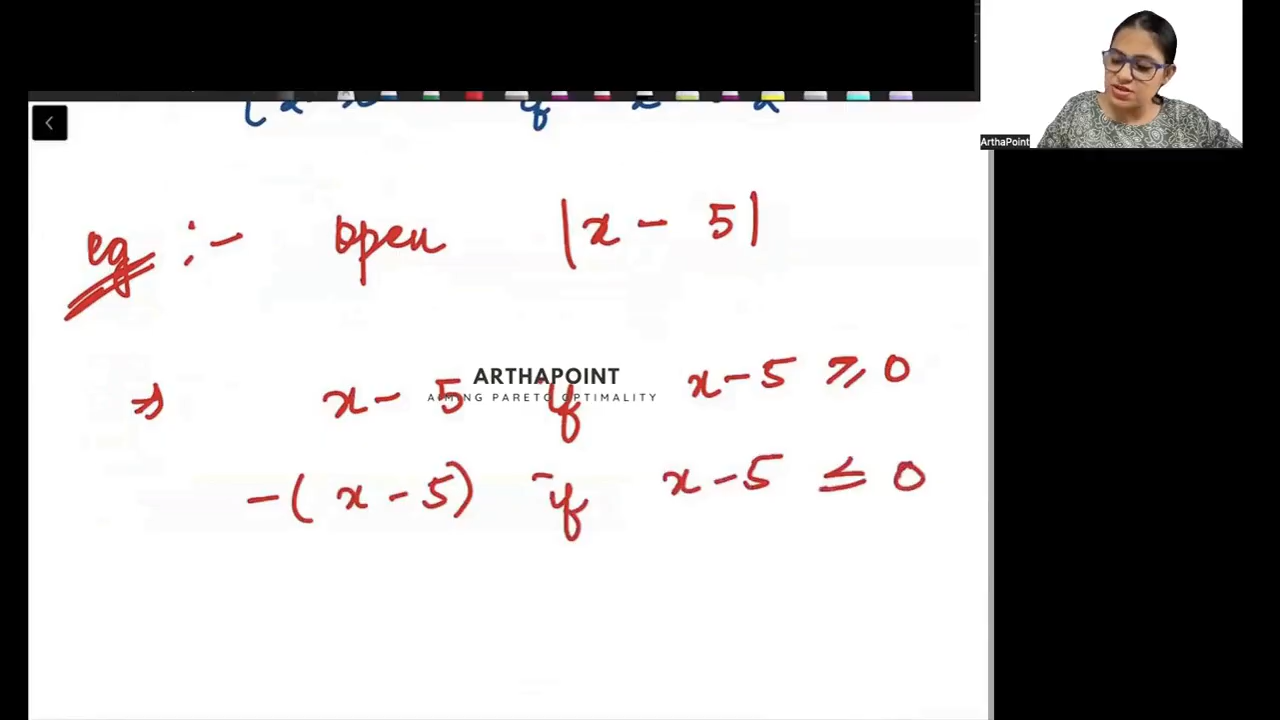 ArthaPoint
eg :- open |x - 5|
⇒ x - 5 if x - 5 ≥ 0
ARTHAPOINT
AIMING PARETO OPTIMALITY
-(x - 5) if x - 5 ≤ 0